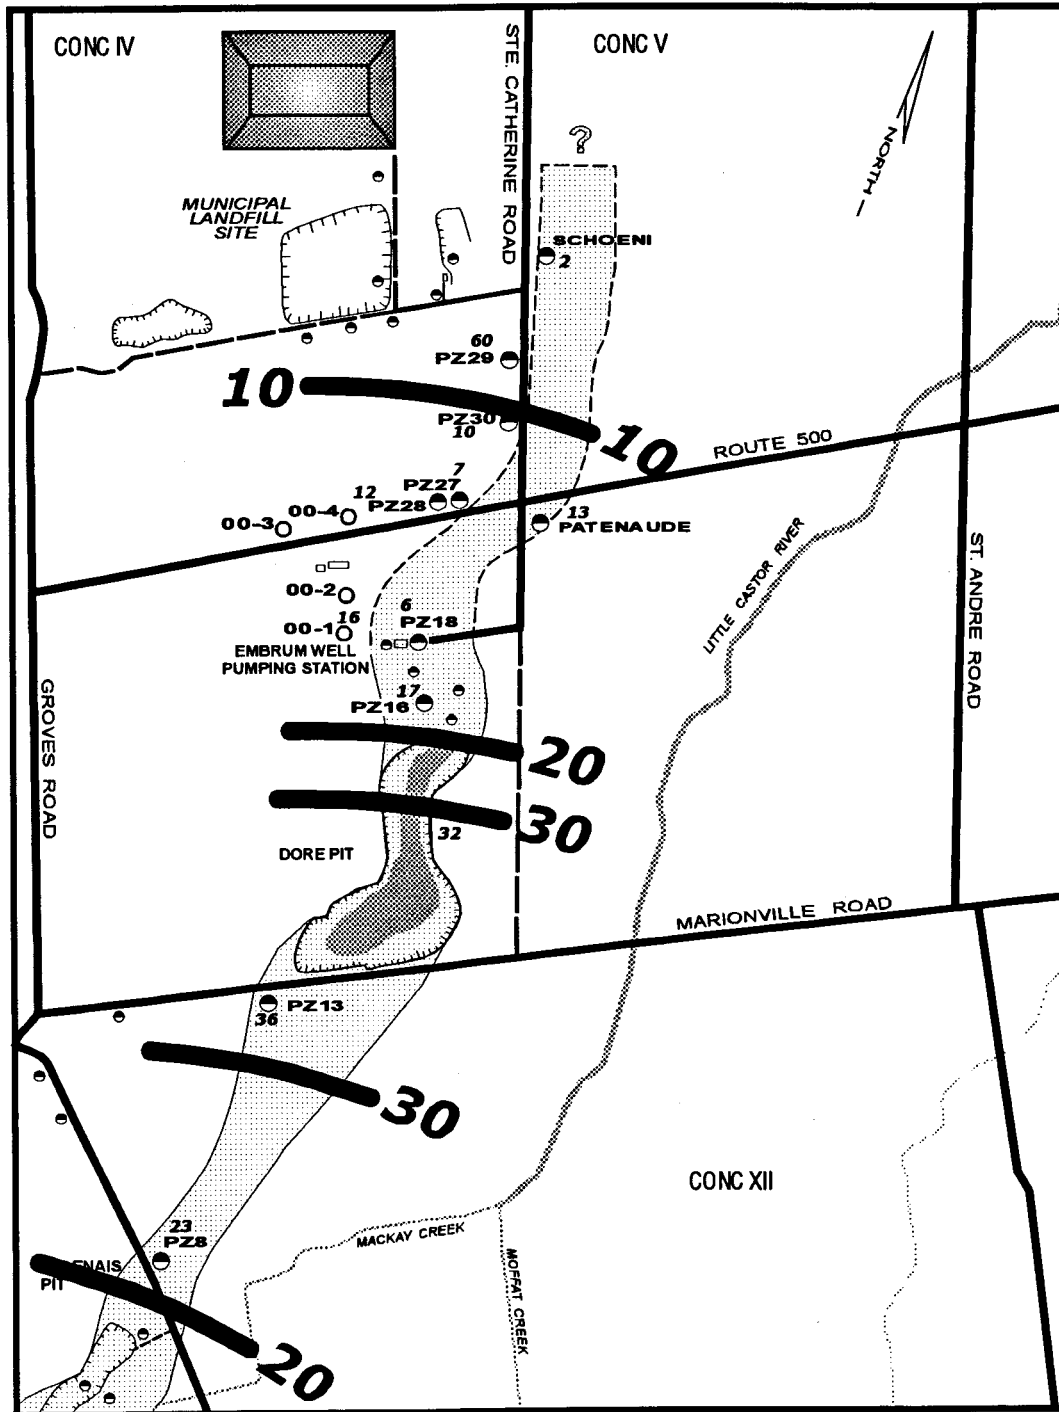 CONC IV
CONC V
STE. CATHERINE ROAD
NORTH
?
MUNICIPAL
LANDFILL
SITE
SCHOENI
2
60
PZ29
10
10
PZ30
10
ROUTE 500
7
PZ27
12
PZ28
00-4
00-3
13
PATENAUDE
LITTLE CASTOR RIVER
ST. ANDRE ROAD
00-2
16
00-1
6
PZ18
EMBRUM WELL
PUMPING STATION
GROVES ROAD
17
PZ16
20
30
32
DORE PIT
MARIONVILLE ROAD
PZ13
36
30
CONC XII
23
PZ8
MACKAY CREEK
MOFFAT CREEK
PIT
20